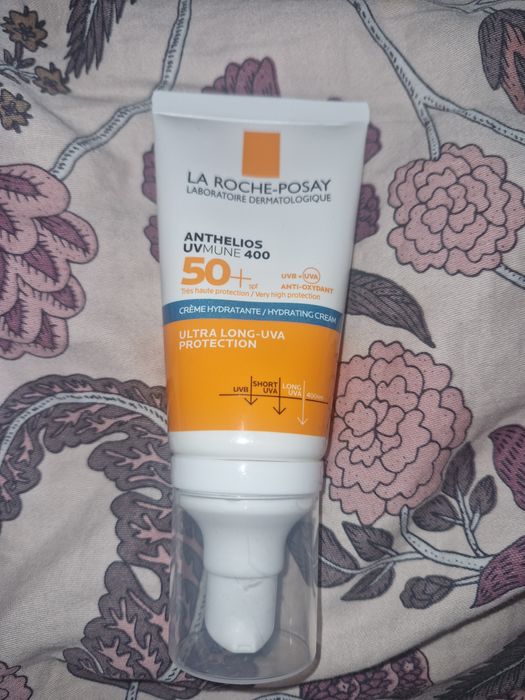 LA ROCHE-POSAY
LABORATOIRE DERMATOLOGIQUE
ANTHELIOS
UVMUNE 400
50+ spf
Très haute protection / Very high protection
UVB + UVA
ANTI-OXYDANT
CRÈME HYDRATANTE / HYDRATING CREAM
ULTRA LONG-UVA
PROTECTION
UVB
SHORT
UVA
LONG
UVA
400nm